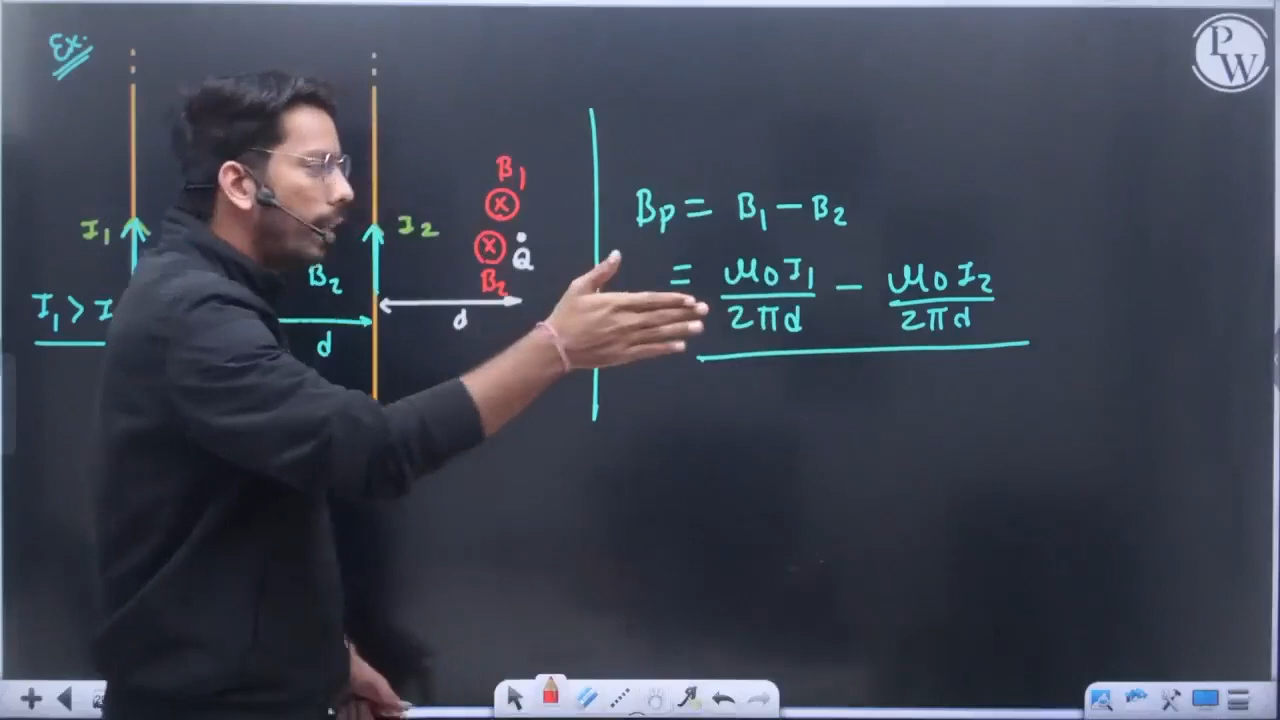 Ex:
PW
B1
I1
I2
B2
Q
B2
I1 > I
d
d
Bp = B1 − B2
= μ0I1/2πd − μ0I2/2πd